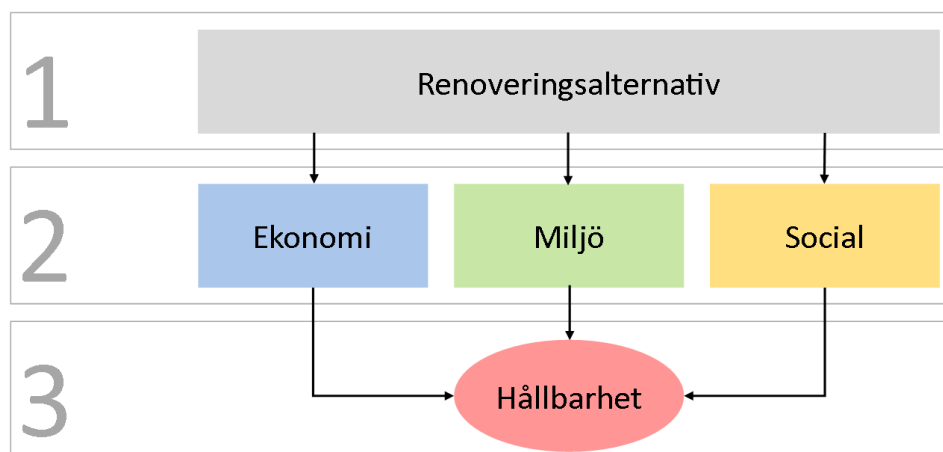 1
Renoveringsalternativ
2
Ekonomi
Miljö
Social
3
Hållbarhet